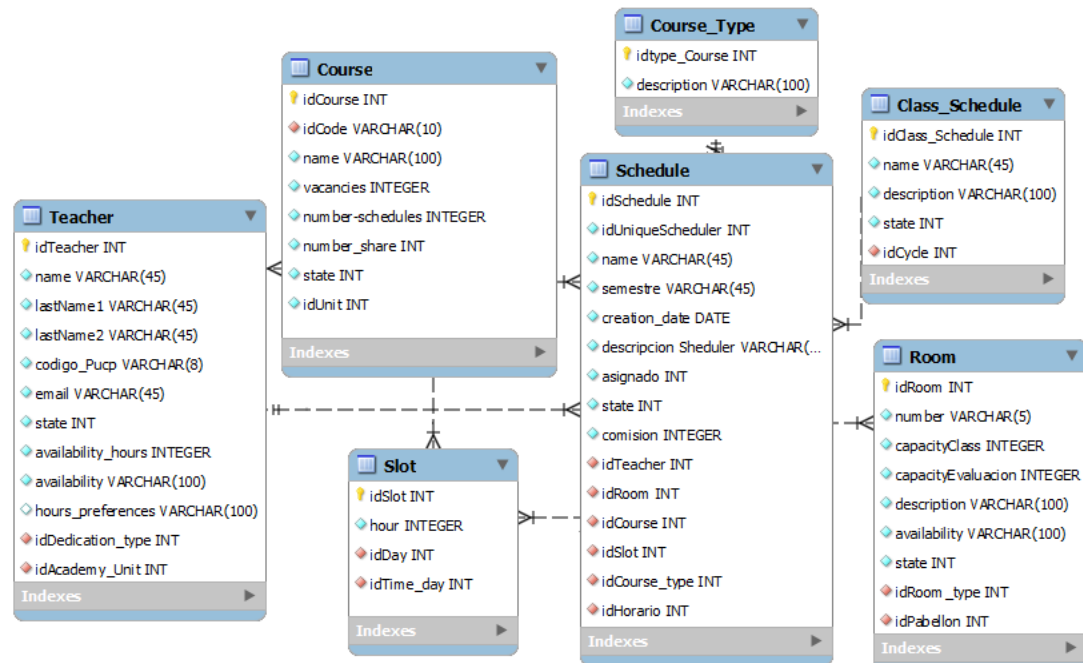 Course_Type
idtype_Course INT
description VARCHAR(100)
Indexes
Course
idCourse INT
idCode VARCHAR(10)
name VARCHAR(100)
vacancies INTEGER
number-schedules INTEGER
number_share INT
state INT
idUnit INT
Indexes
Class_Schedule
idClass_Schedule INT
name VARCHAR(45)
description VARCHAR(100)
state INT
idCycle INT
Indexes
Schedule
idSchedule INT
idUniqueScheduler INT
name VARCHAR(45)
semestre VARCHAR(45)
creation_date DATE
descripcion Sheduler VARCHAR(...
asignado INT
state INT
comision INTEGER
idTeacher INT
idRoom INT
idCourse INT
idSlot INT
idCourse_type INT
idHorario INT
Indexes
Teacher
idTeacher INT
name VARCHAR(45)
lastName1 VARCHAR(45)
lastName2 VARCHAR(45)
codigo_Pucp VARCHAR(8)
email VARCHAR(45)
state INT
availability_hours INTEGER
availability VARCHAR(100)
hours_preferences VARCHAR(100)
idDedication_type INT
idAcademy_Unit INT
Indexes
Room
idRoom INT
number VARCHAR(5)
capacityClass INTEGER
capacityEvaluacion INTEGER
description VARCHAR(100)
availability VARCHAR(100)
state INT
idRoom_type INT
idPabellon INT
Indexes
Slot
idSlot INT
hour INTEGER
idDay INT
idTime_day INT
Indexes